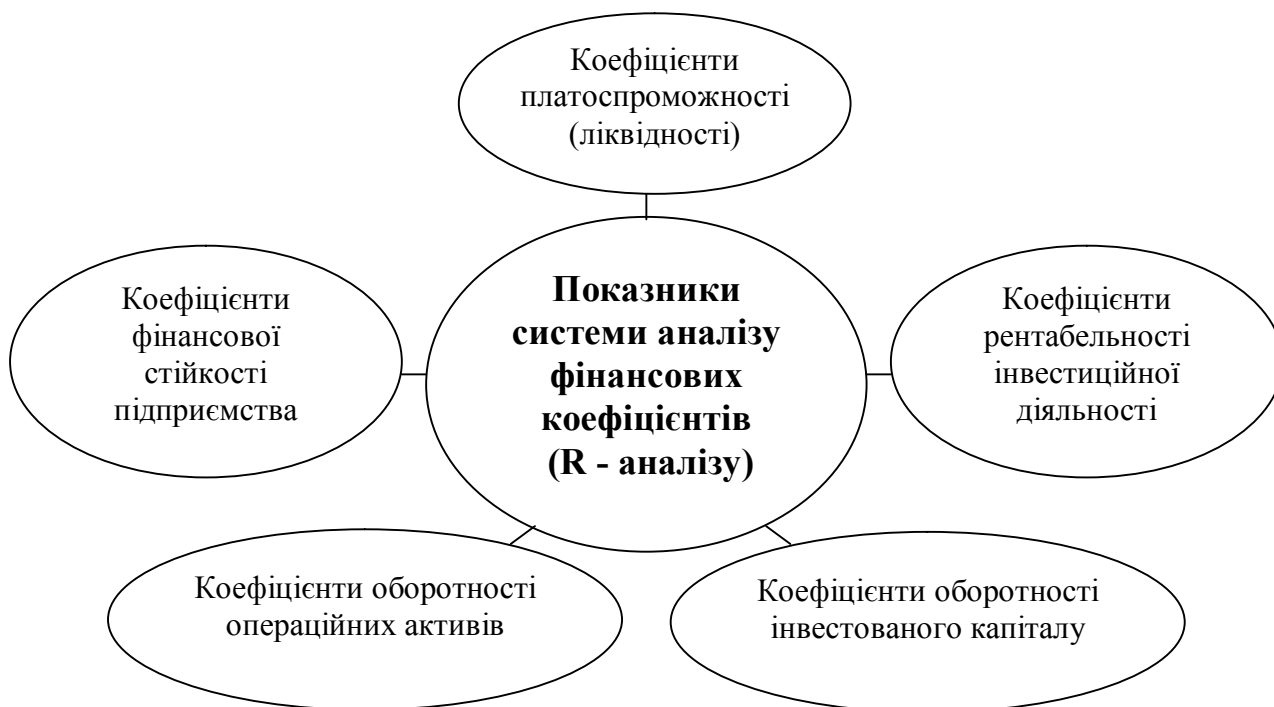 Коефіцієнти
платоспроможності
(ліквідності)
Коефіцієнти
фінансової
стійкості
підприємства
Показники
системи аналізу
фінансових
коефіцієнтів
(R - аналізу)
Коефіцієнти
рентабельності
інвестиційної
діяльності
Коефіцієнти оборотності
операційних активів
Коефіцієнти оборотності
інвестованого капіталу